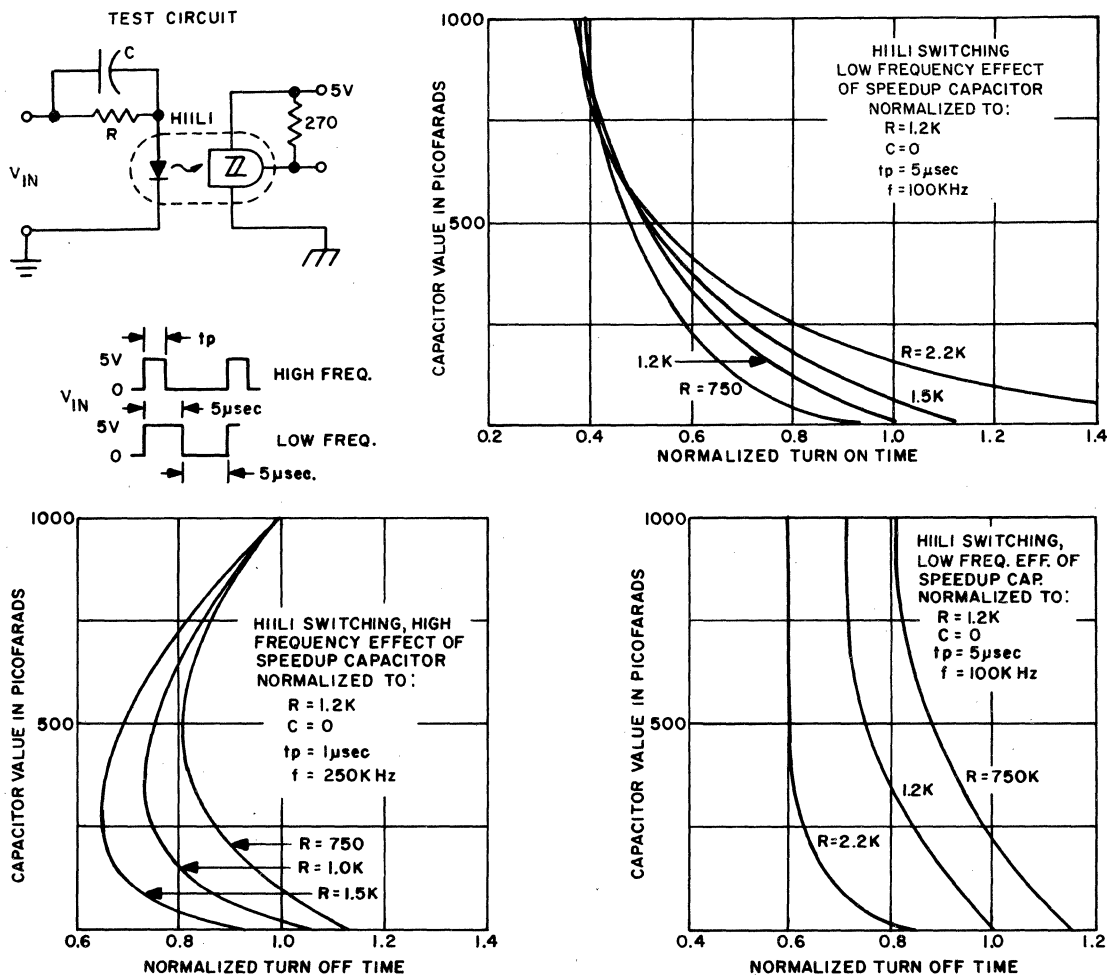 TEST CIRCUIT
C
R
HIILI
5V
270
V IN
tp
5V
0
HIGH FREQ.
V IN
5µsec
5V
0
LOW FREQ.
5µsec.
1000
500
CAPACITOR VALUE IN PICOFARADS
HIILI SWITCHING
LOW FREQUENCY EFFECT
OF SPEEDUP CAPACITOR
NORMALIZED TO:
R=1.2K
C=0
tp = 5µsec
f = 100KHz
1.2K
R=750
R=2.2K
1.5K
0.2 0.4 0.6 0.8 1.0 1.2 1.4
NORMALIZED TURN ON TIME
1000
500
CAPACITOR VALUE IN PICOFARADS
HIILI SWITCHING, HIGH
FREQUENCY EFFECT OF
SPEEDUP CAPACITOR
NORMALIZED TO:
R = 1.2K
C = 0
tp = 1µsec
f = 250KHz
R = 750
R = 1.0K
R = 1.5K
0.6 0.8 1.0 1.2 1.4
NORMALIZED TURN OFF TIME
1000
500
CAPACITOR VALUE IN PICOFARADS
HIILI SWITCHING,
LOW FREQ. EFF. OF
SPEEDUP CAP.
NORMALIZED TO:
R = 1.2K
C = 0
tp = 5µsec
f = 100K Hz
R=750K
1.2K
R=2.2K
0.4 0.6 0.8 1.0 1.2
NORMALIZED TURN OFF TIME